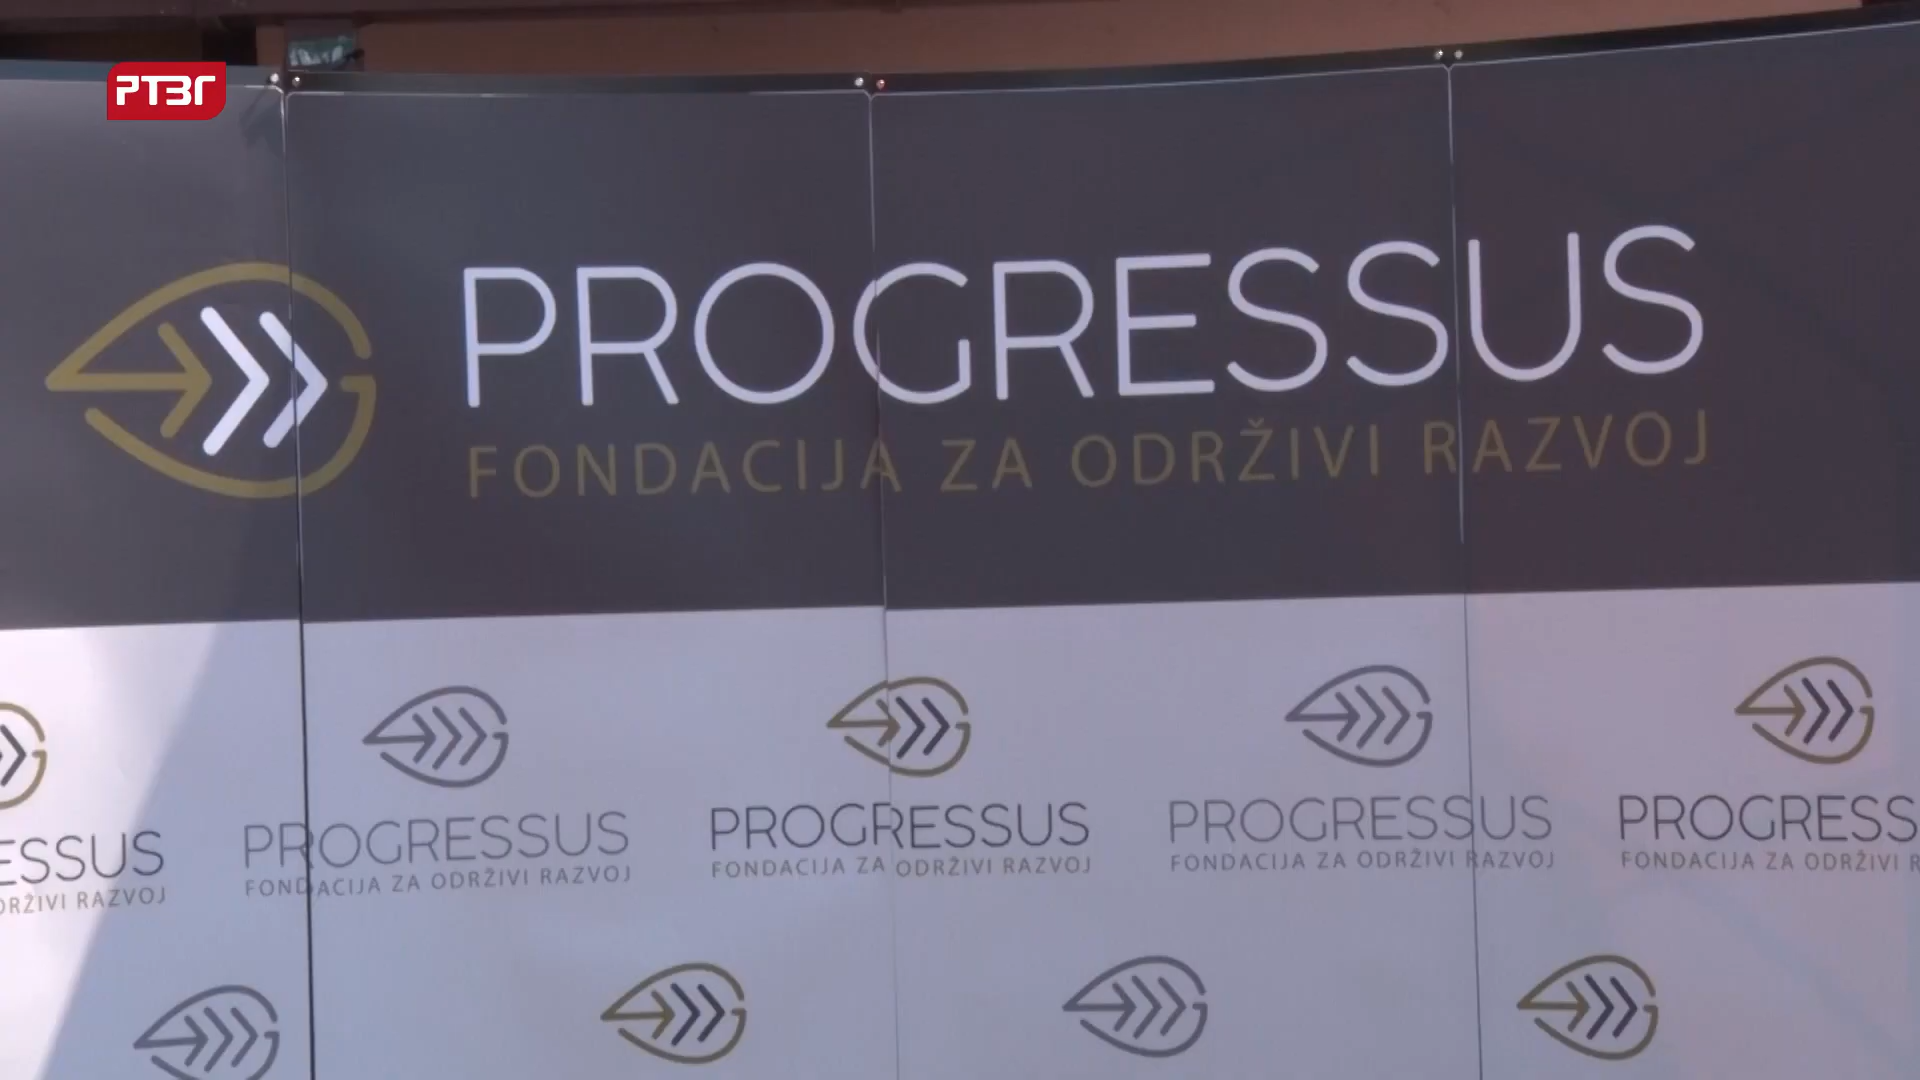 РТВГ
PROGRESSUS
FONDACIJA ZA ODRŽIVI RAZVOJ
ESSUS
PROGRESSUS
PROGRESSUS
PROGRESSUS
PROGRESS
ODRŽIVI RAZVOJ
FONDACIJA ZA ODRŽIVI RAZVOJ
FONDACIJA ZA ODRŽIVI RAZVOJ
FONDACIJA ZA ODRŽIVI RAZVOJ
FONDACIJA ZA ODRŽIVI R